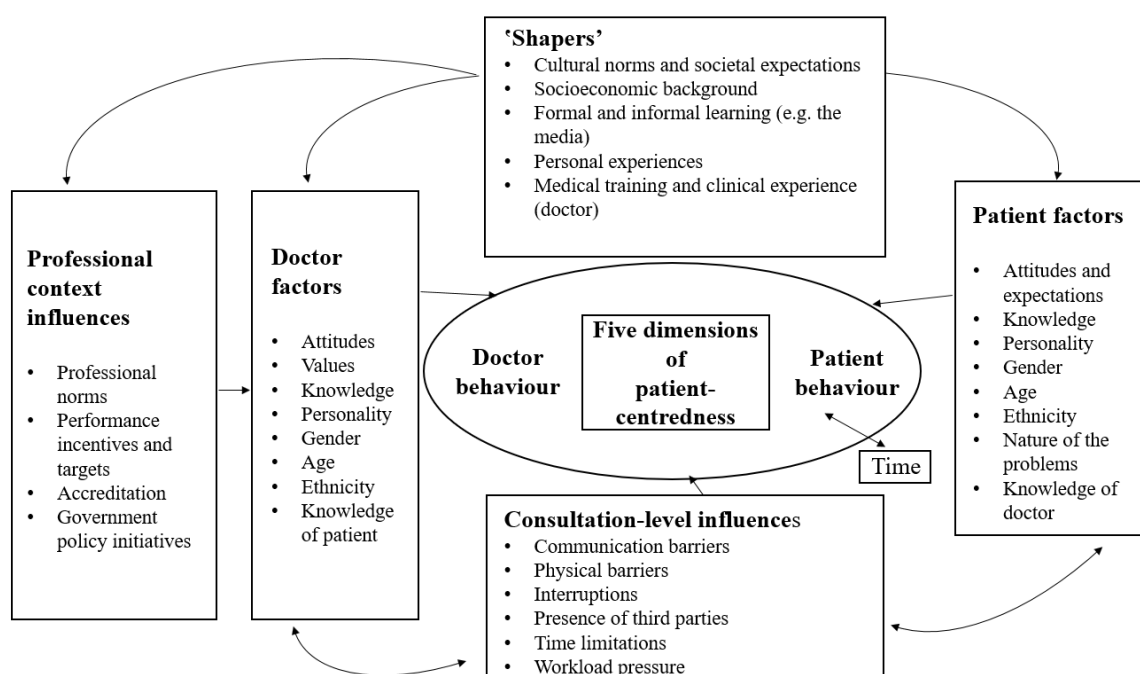 ‘Shapers’
• Cultural norms and societal expectations
• Socioeconomic background
• Formal and informal learning (e.g. the
media)
• Personal experiences
• Medical training and clinical experience
(doctor)
Professional
context
influences
• Professional
norms
• Performance
incentives and
targets
• Accreditation
• Government
policy initiatives
Doctor
factors
• Attitudes
• Values
• Knowledge
• Personality
• Gender
• Age
• Ethnicity
• Knowledge
of patient
Doctor
behaviour
Five dimensions
of
patient-
centredness
Patient
behaviour
Time
Patient factors
• Attitudes and
expectations
• Knowledge
• Personality
• Gender
• Age
• Ethnicity
• Nature of the
problems
• Knowledge of
doctor
Consultation-level influences
• Communication barriers
• Physical barriers
• Interruptions
• Presence of third parties
• Time limitations
• Workload pressure